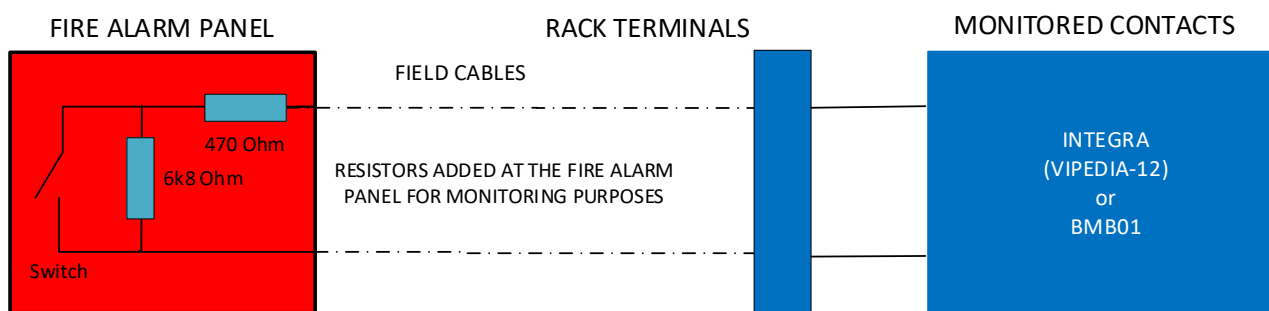 FIRE ALARM PANEL
RACK TERMINALS
MONITORED CONTACTS
FIELD CABLES
470 Ohm
6k8 Ohm
RESISTORS ADDED AT THE FIRE ALARM
PANEL FOR MONITORING PURPOSES
Switch
INTEGRA
(VIPEDIA-12)
or
BMB01